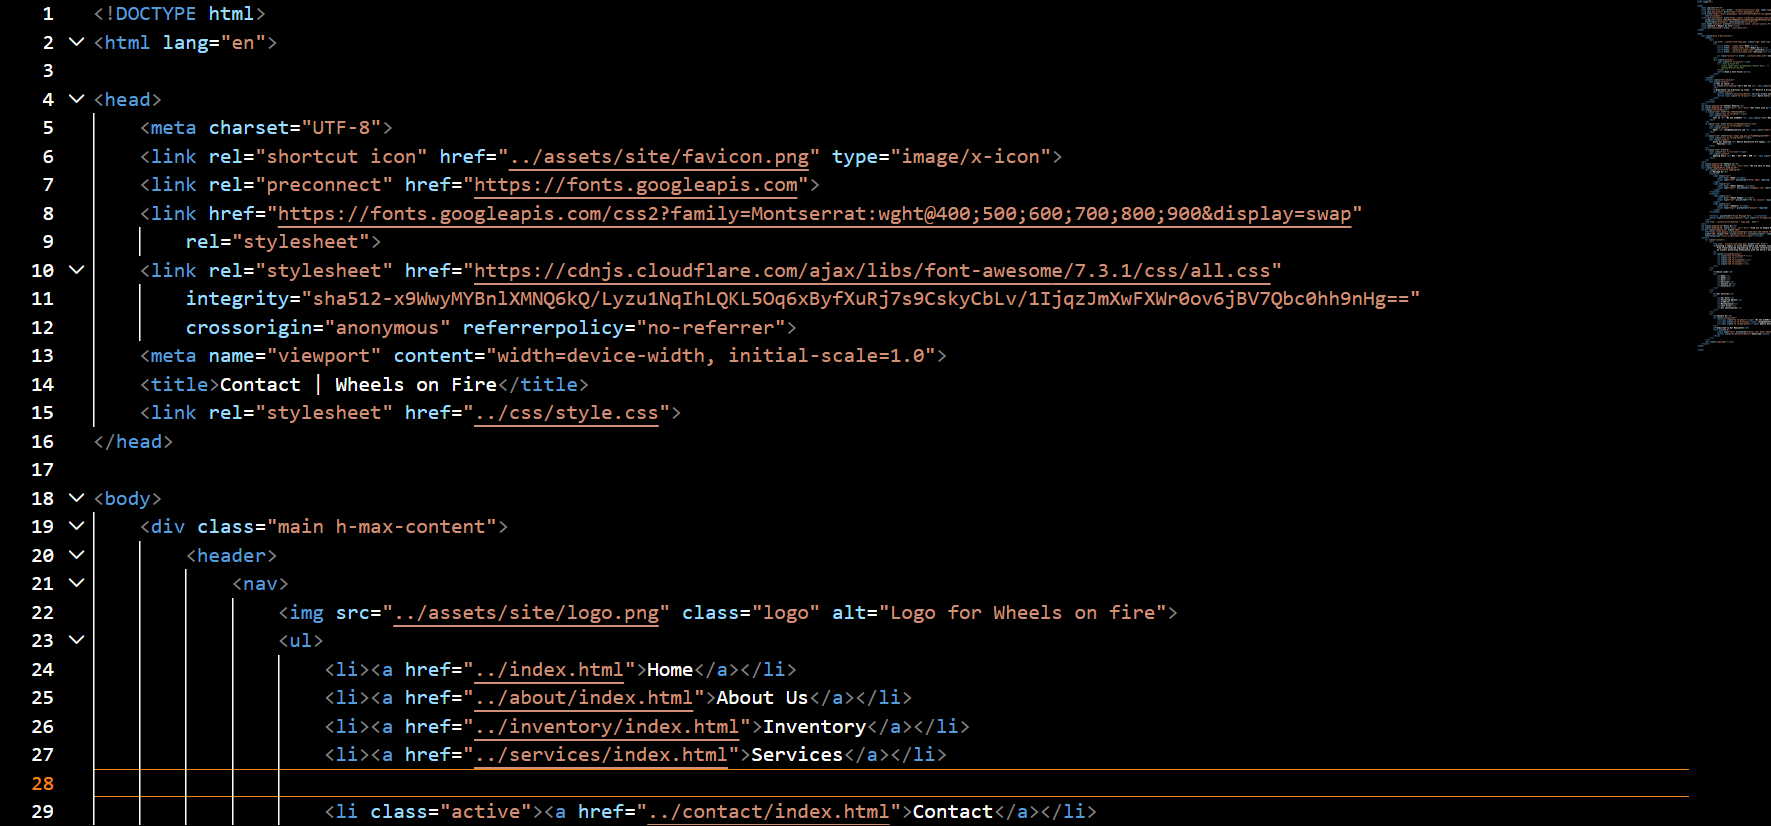 1 <!DOCTYPE html>
2 <html lang="en">
3
4 <head>
5 <meta charset="UTF-8">
6 <link rel="shortcut icon" href="../assets/site/favicon.png" type="image/x-icon">
7 <link rel="preconnect" href="https://fonts.googleapis.com">
8 <link href="https://fonts.googleapis.com/css2?family=Montserrat:wght@400;500;600;700;800;900&display=swap"
9 rel="stylesheet">
10 <link rel="stylesheet" href="https://cdnjs.cloudflare.com/ajax/libs/font-awesome/7.3.1/css/all.css"
11 integrity="sha512-x9WwyMYBnlXMNQ6kQ/Lyzu1NqIhLQKL5Oq6xByfXuRj7s9CskyCbLv/1IjqzJmXwFXWr0ov6jBV7Qbc0hh9nHg=="
12 crossorigin="anonymous" referrerpolicy="no-referrer">
13 <meta name="viewport" content="width=device-width, initial-scale=1.0">
14 <title>Contact | Wheels on Fire</title>
15 <link rel="stylesheet" href="../css/style.css">
16 </head>
17
18 <body>
19 <div class="main h-max-content">
20 <header>
21 <nav>
22 <img src="../assets/site/logo.png" class="logo" alt="Logo for Wheels on fire">
23 <ul>
24 <li><a href="../index.html">Home</a></li>
25 <li><a href="../about/index.html">About Us</a></li>
26 <li><a href="../inventory/index.html">Inventory</a></li>
27 <li><a href="../services/index.html">Services</a></li>
28
29 <li class="active"><a href="../contact/index.html">Contact</a></li>